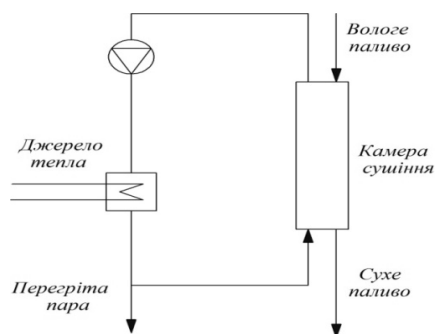 Вологе
паливо
Джерело
тепла
Камера
сушіння
Перегріта
пара
Сухе
паливо